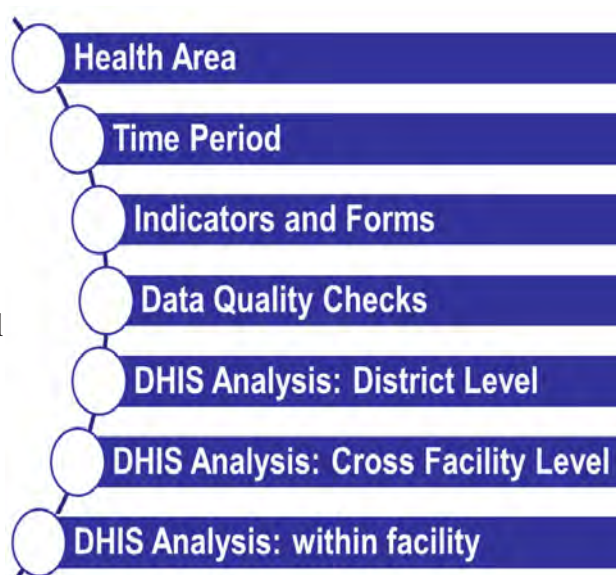 Health Area
Time Period
Indicators and Forms
Data Quality Checks
DHIS Analysis: District Level
DHIS Analysis: Cross Facility Level
DHIS Analysis: within facility